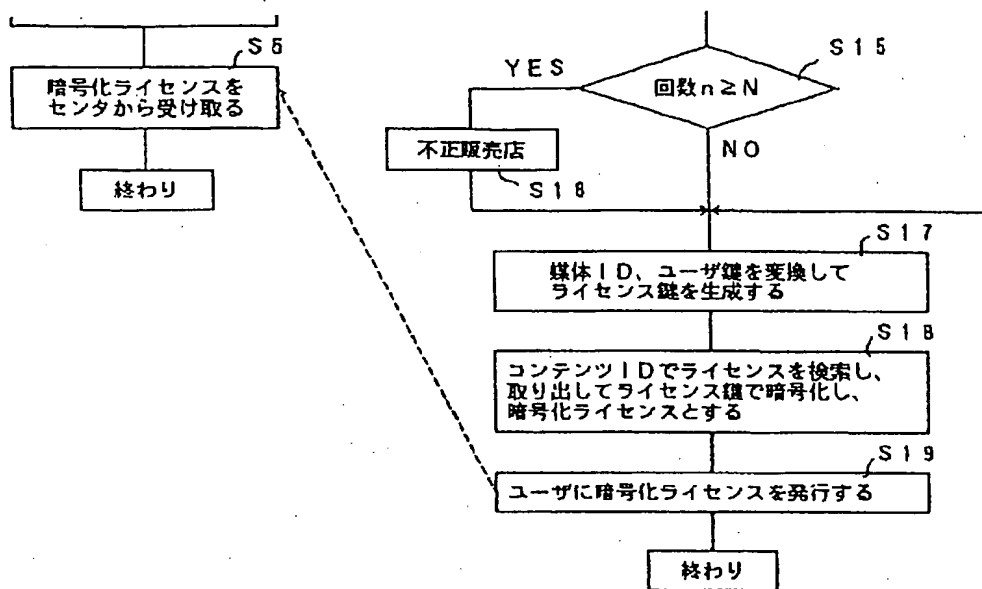 S5
暗号化ライセンスを
センタから受け取る
終わり
S15
YES
回数n≧N
不正販売店
NO
S16
S17
媒体ID、ユーザ鍵を変換して
ライセンス鍵を生成する
S18
コンテンツIDでライセンスを検索し、
取り出してライセンス鍵で暗号化し、
暗号化ライセンスとする
S19
ユーザに暗号化ライセンスを発行する
終わり